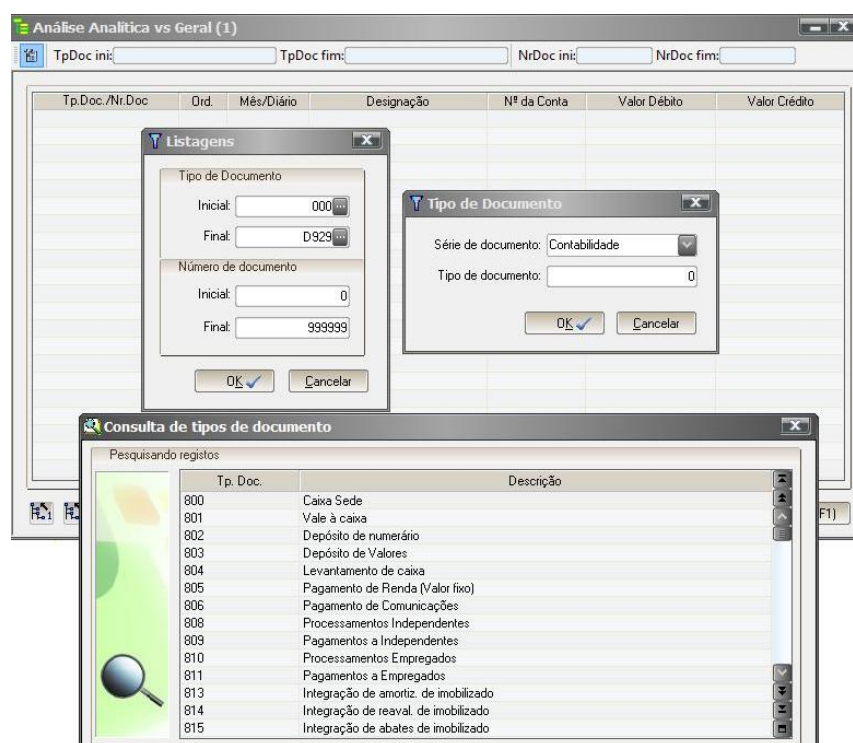 Análise Analítica vs Geral (1)
TpDoc ini: TpDoc fim: NrDoc ini: NrDoc fim:
Tp.Doc./Nr.Doc Ord. Mês/Diário Designação Nº da Conta Valor Débito Valor Crédito
Listagens
Tipo de Documento
Inicial: 000
Final: D929
Número de documento
Inicial: 0
Final: 999999
OK Cancelar
Tipo de Documento
Série de documento: Contabilidade
Tipo de documento: 0
OK Cancelar
F1)
Consulta de tipos de documento
Pesquisando registos
Tp. Doc. Descrição
800 Caixa Sede
801 Vale à caixa
802 Depósito de numerário
803 Depósito de Valores
804 Levantamento de caixa
805 Pagamento de Renda (Valor fixo)
806 Pagamento de Comunicações
808 Processamentos Independentes
809 Pagamentos a Independentes
810 Processamentos Empregados
811 Pagamentos a Empregados
813 Integração de amortiz. de imobilizado
814 Integração de reaval. de imobilizado
815 Integração de abates de imobilizado